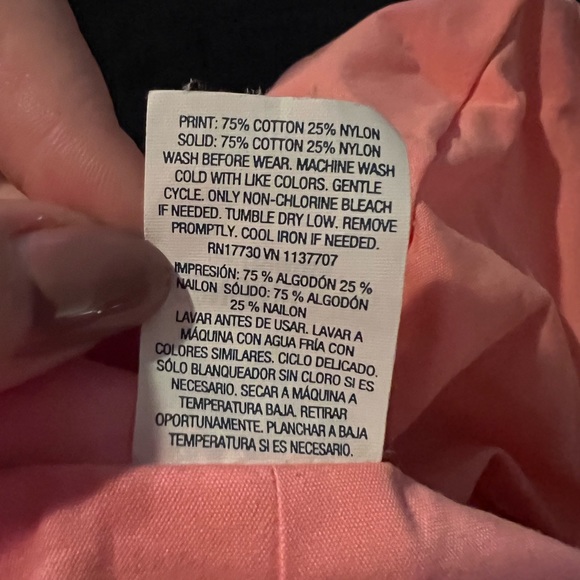 PRINT: 75% COTTON 25% NYLON
SOLID: 75% COTTON 25% NYLON
WASH BEFORE WEAR. MACHINE WASH
COLD WITH LIKE COLORS. GENTLE
CYCLE. ONLY NON-CHLORINE BLEACH
IF NEEDED. TUMBLE DRY LOW. REMOVE
PROMPTLY. COOL IRON IF NEEDED.
RN17730 VN 1137707
IMPRESIÓN: 75 % ALGODÓN 25 %
NAILON SÓLIDO: 75 % ALGODÓN
25 % NAILON
LAVAR ANTES DE USAR. LAVAR A
MÁQUINA CON AGUA FRÍA CON
COLORES SIMILARES. CICLO DELICADO.
SÓLO BLANQUEADOR SIN CLORO SI ES
NECESARIO. SECAR A MÁQUINA A
TEMPERATURA BAJA. RETIRAR
OPORTUNAMENTE. PLANCHAR A BAJA
TEMPERATURA SI ES NECESARIO.